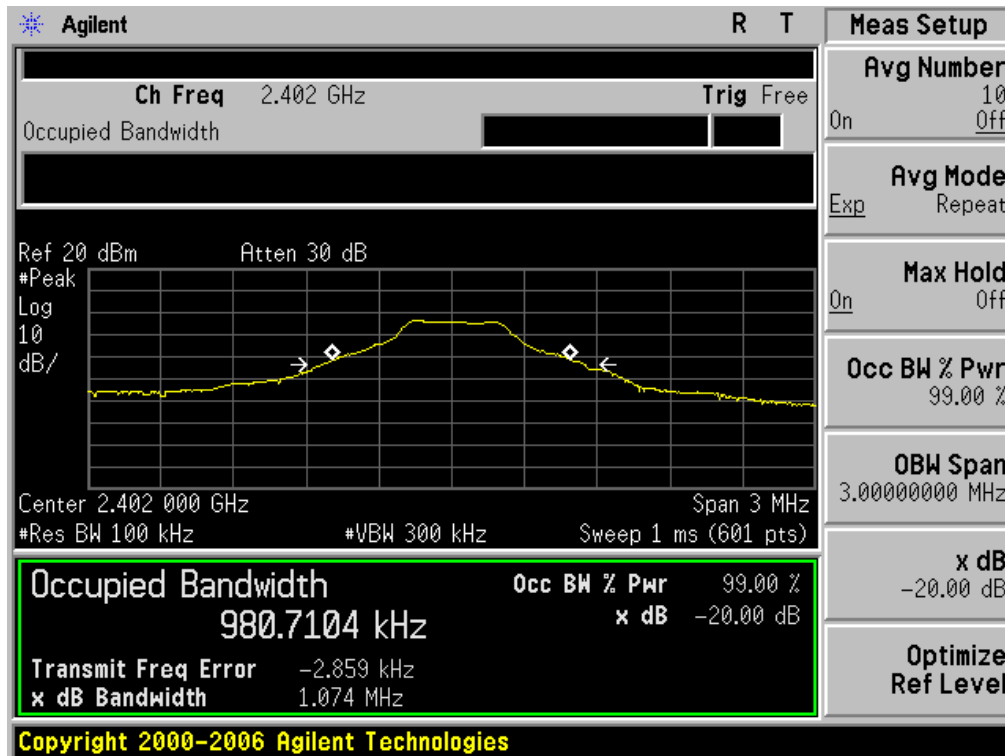 Agilent R T
Ch Freq 2.402 GHz Trig Free
Occupied Bandwidth
Ref 20 dBm Atten 30 dB
#Peak
Log
10
dB/
Center 2.402 000 GHz Span 3 MHz
#Res BW 100 kHz #VBW 300 kHz Sweep 1 ms (601 pts)
Occupied Bandwidth Occ BW % Pwr 99.00 %
980.7104 kHz x dB -20.00 dB
Transmit Freq Error -2.859 kHz
x dB Bandwidth 1.074 MHz
Copyright 2000-2006 Agilent Technologies
Meas Setup
Avg Number
10
On Off
Avg Mode
Exp Repeat
Max Hold
On Off
Occ BW % Pwr
99.00 %
OBW Span
3.00000000 MHz
x dB
-20.00 dB
Optimize
Ref Level